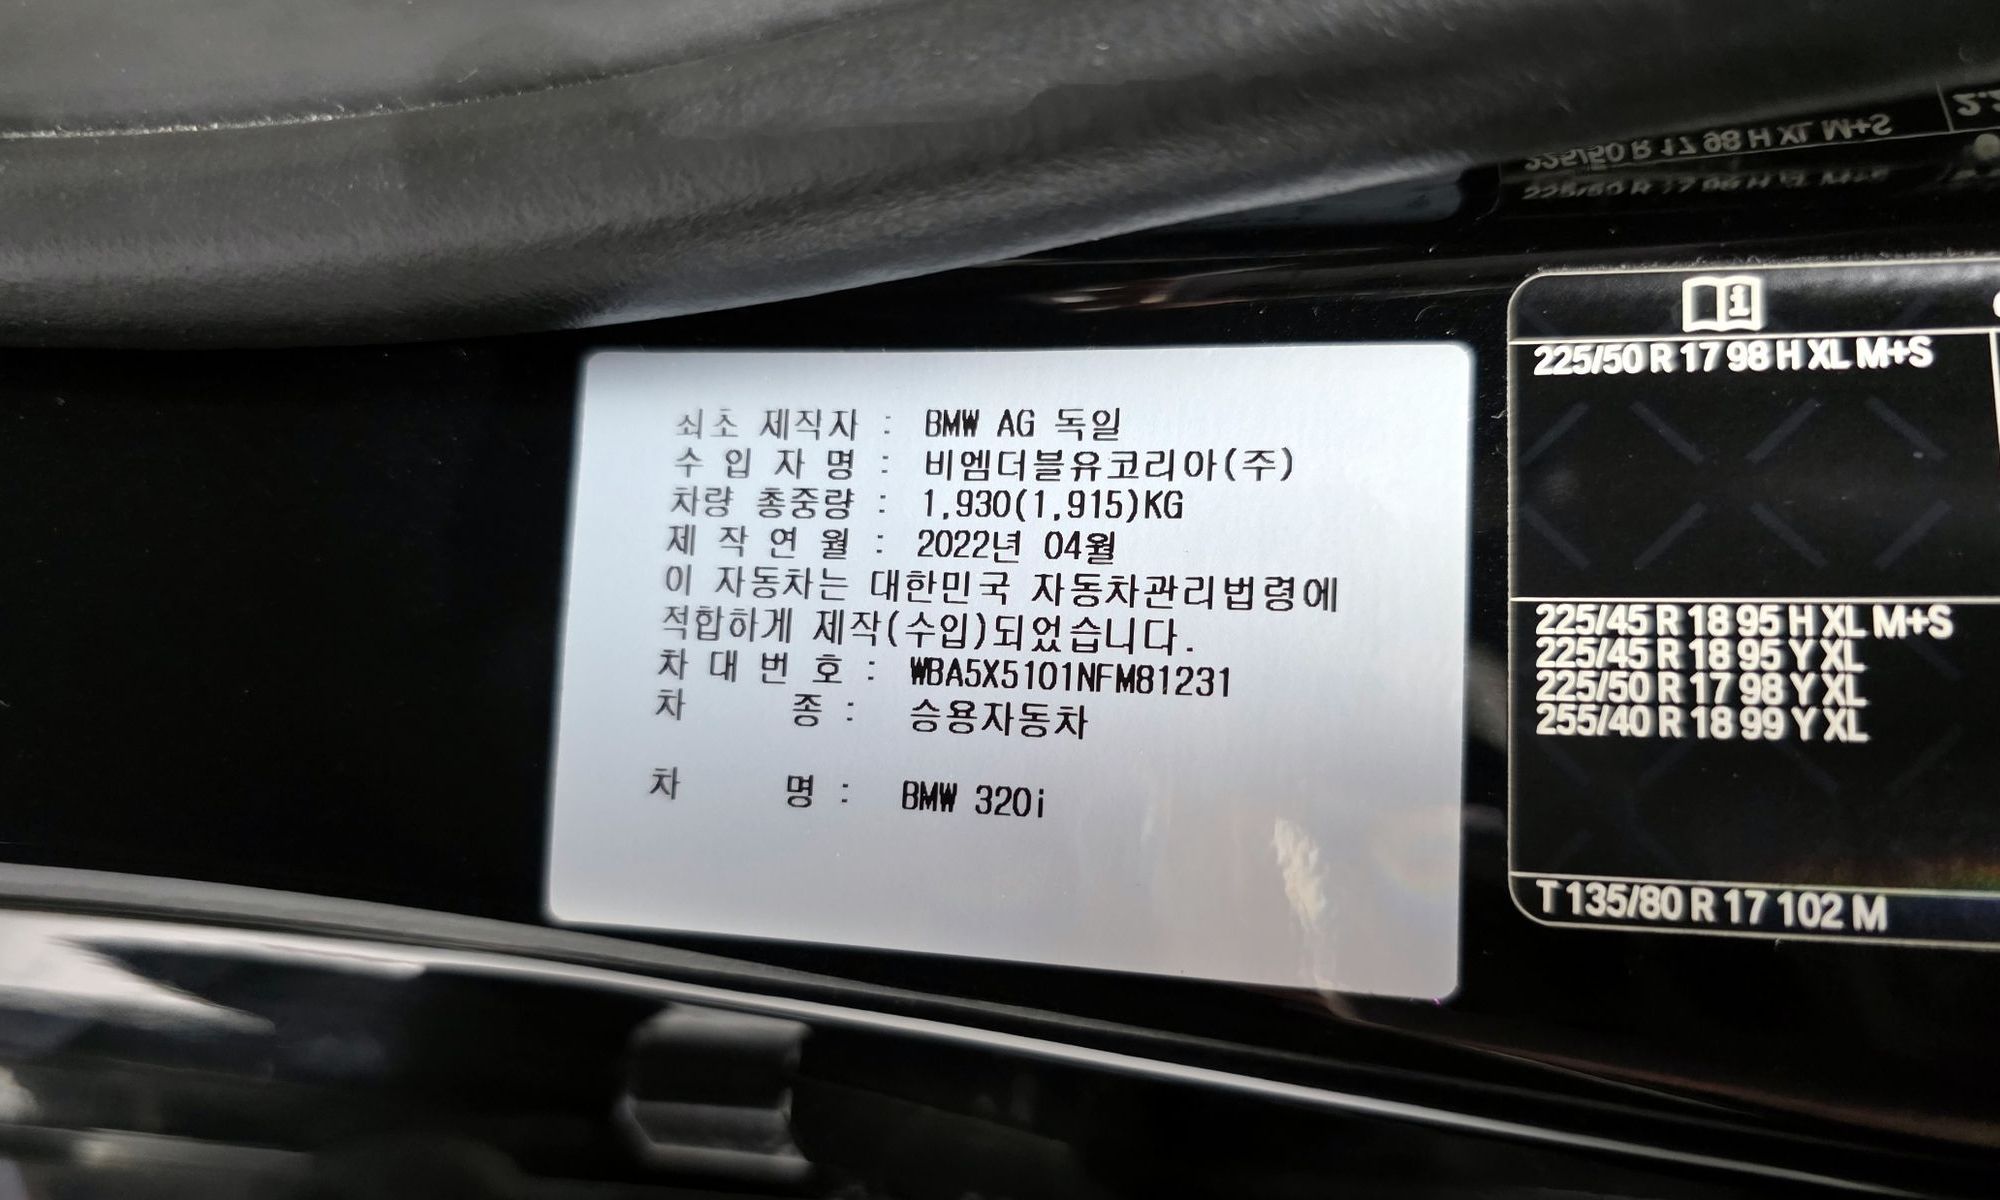 최초 제작자 : BMW AG 독일
수 입 자 명 : 비엠더블유코리아(주)
차량 총중량 : 1,930(1,915)KG
제 작 연 월 : 2022년 04월
이 자동차는 대한민국 자동차관리법령에
적합하게 제작(수입)되었습니다.
차 대 번 호 : WBA5X5101NFM81231
차 종 : 승용자동차
차 명 : BMW 320i
225/50 R 17 98 H XL M+S
225/45 R 18 95 H XL M+S
225/45 R 18 95 Y XL
225/50 R 17 98 Y XL
255/40 R 18 99 Y XL
T 135/80 R 17 102 M